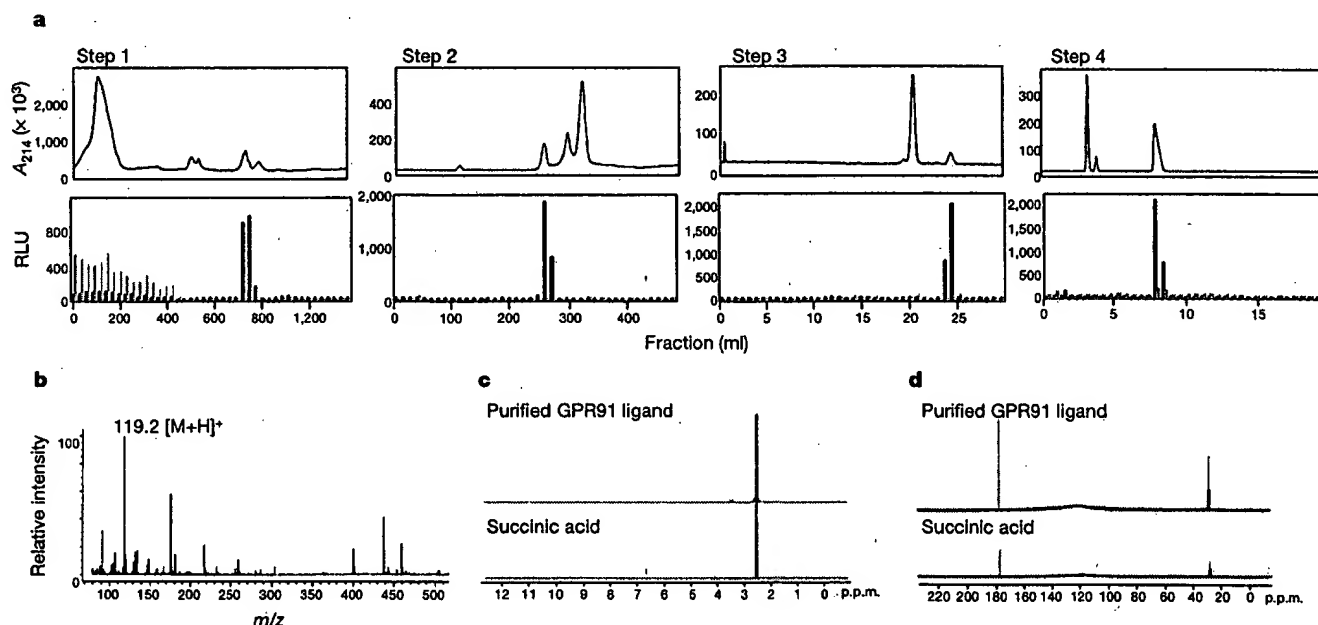 a
Step 1
Step 2
Step 3
Step 4
A214 (× 10³)
2,000
1,000
0
400
200
0
200
100
0
300
200
100
0
RLU
800
400
0
2,000
1,000
0
2,000
1,500
1,000
500
0
2,000
1,500
1,000
500
0
0 200 400 600 800 1,200
0 100 200 300 400
0 5 10 15 20 25
0 5 10 15
Fraction (ml)
b
119.2 [M+H]⁺
Relative intensity
100
0
100 150 200 250 300 350 400 450 500
m/z
c
Purified GPR91 ligand
Succinic acid
12 11 10 9 8 7 6 5 4 3 2 1 0 p.p.m.
d
Purified GPR91 ligand
Succinic acid
220 200 180 160 140 120 100 80 60 40 20 0 p.p.m.